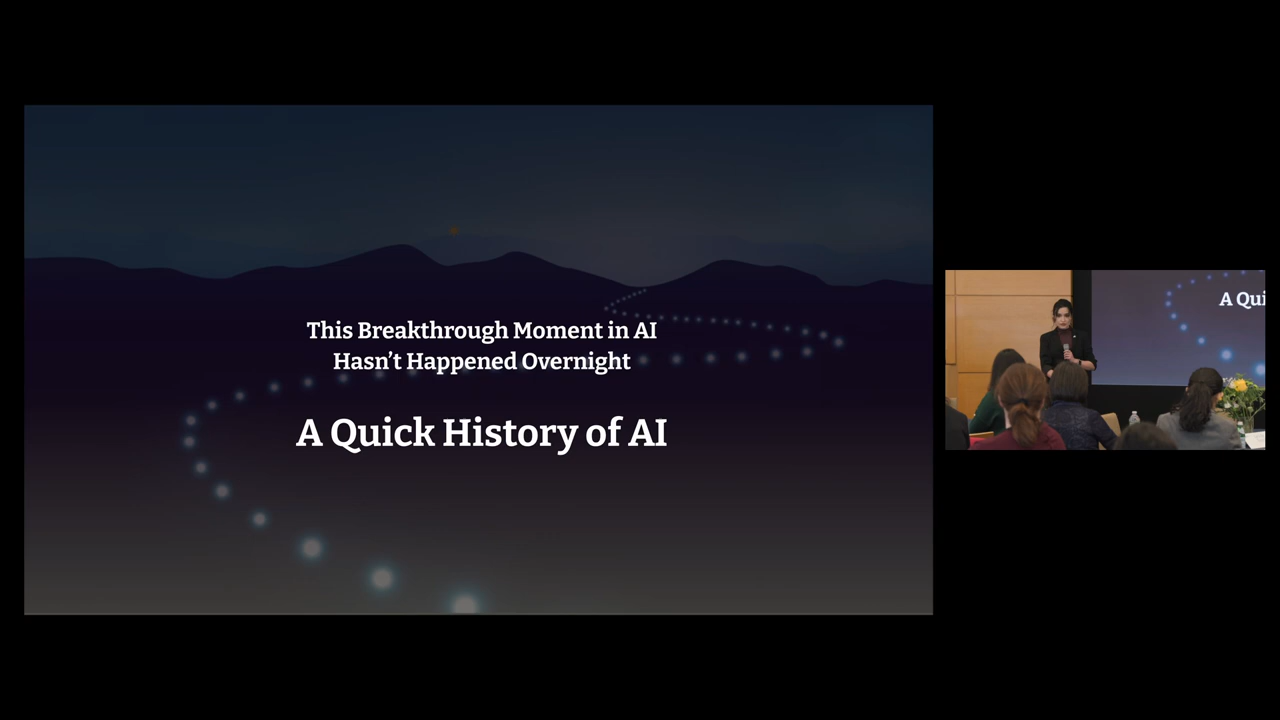 This Breakthrough Moment in AI
Hasn’t Happened Overnight
A Quick History of AI
A Qui